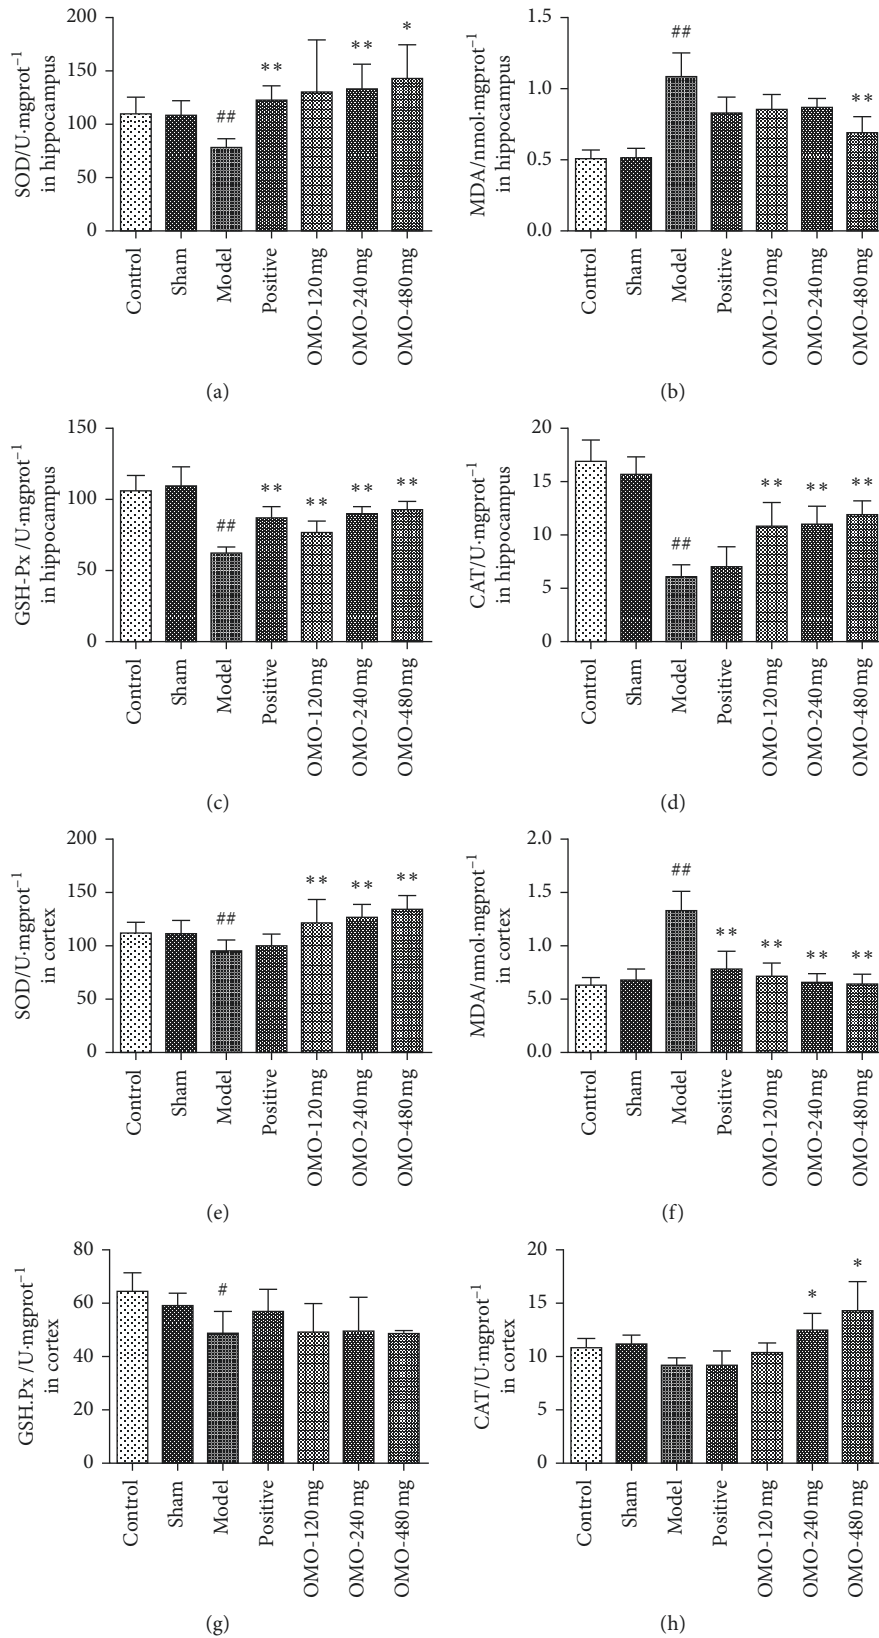 SOD/U·mgprot⁻¹
in hippocampus
200
150
100
50
0
##
**
**
*
Control
Sham
Model
Positive
OMO-120 mg
OMO-240 mg
OMO-480 mg
(a)
MDA/nmol·mgprot⁻¹
in hippocampus
1.5
1.0
0.5
0.0
##
**
Control
Sham
Model
Positive
OMO-120 mg
OMO-240 mg
OMO-480 mg
(b)
GSH-Px /U·mgprot⁻¹
in hippocampus
150
100
50
0
##
**
**
**
**
Control
Sham
Model
Positive
OMO-120 mg
OMO-240 mg
OMO-480 mg
(c)
CAT/U·mgprot⁻¹
in hippocampus
20
15
10
5
0
##
**
**
**
Control
Sham
Model
Positive
OMO-120 mg
OMO-240 mg
OMO-480 mg
(d)
SOD/U·mgprot⁻¹
in cortex
200
150
100
50
0
##
**
**
**
Control
Sham
Model
Positive
OMO-120 mg
OMO-240 mg
OMO-480 mg
(e)
MDA/nmol·mgprot⁻¹
in cortex
2.0
1.5
1.0
5.0
0.0
##
**
**
**
**
Control
Sham
Model
Positive
OMO-120 mg
OMO-240 mg
OMO-480 mg
(f)
GSH.Px /U·mgprot⁻¹
in cortex
80
60
40
20
0
#
Control
Sham
Model
Positive
OMO-120 mg
OMO-240 mg
OMO-480 mg
(g)
CAT/U·mgprot⁻¹
in cortex
20
15
10
5
0
*
*
Control
Sham
Model
Positive
OMO-120 mg
OMO-240 mg
OMO-480 mg
(h)